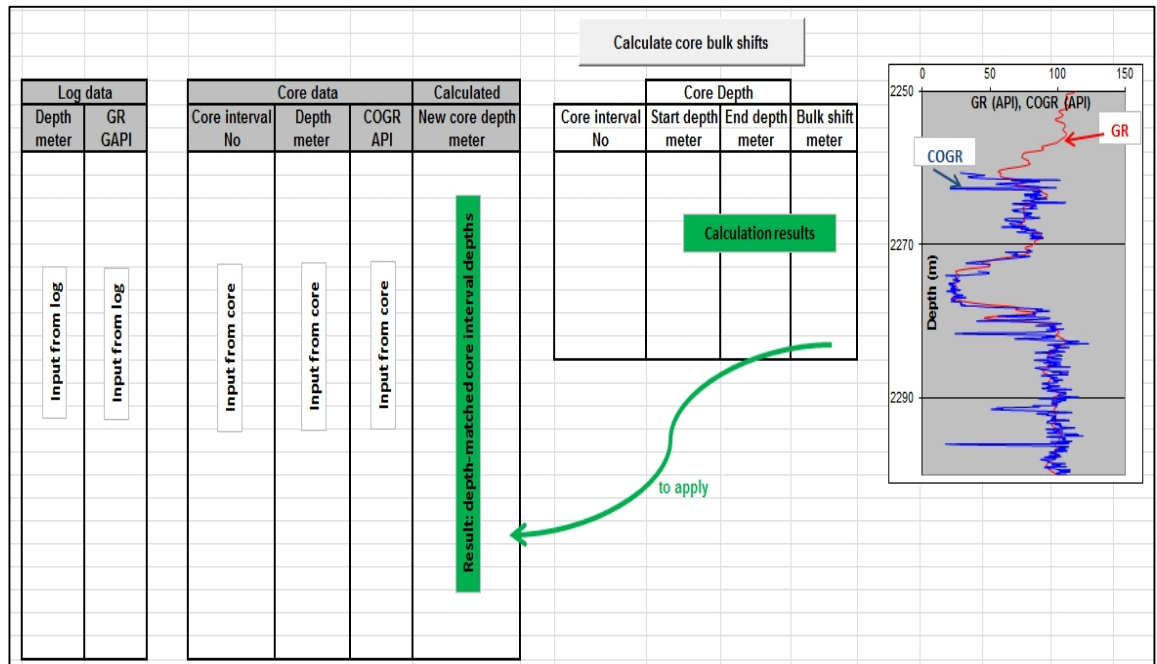 Calculate core bulk shifts
Log data
Depth
meter
GR
GAPI
Input from log
Input from log
Core data
Calculated
Core interval
No
Depth
meter
COGR
API
New core depth
meter
Input from core
Input from core
Input from core
Result: depth-matched core interval depths
Core Depth
Core interval
No
Start depth
meter
End depth
meter
Bulk shift
meter
Calculation results
to apply
0 50 100 150
GR (API), COGR (API)
GR
COGR
2250
2270
2290
Depth (m)